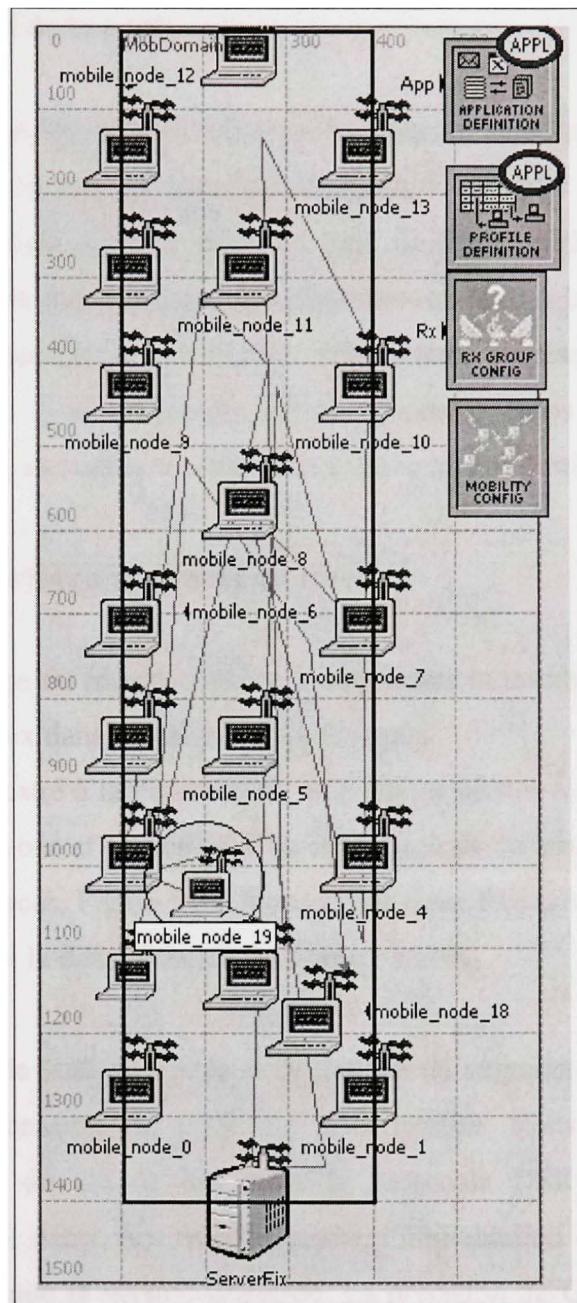 0
MobDomain
300
400
mobile_node_12
APPL
App
APPLICATION
DEFINITION
100
APPL
200
mobile_node_13
PROFILE
DEFINITION
300
mobile_node_11
Rx
?
RX GROUP
CONFIG
400
mobile_node_9
mobile_node_10
500
MOBILITY
CONFIG
mobile_node_8
600
mobile_node_6
700
mobile_node_7
800
mobile_node_5
900
1000
mobile_node_4
mobile_node_19
1100
mobile_node_18
1200
1300
mobile_node_0
mobile_node_1
1400
ServerFix
1500